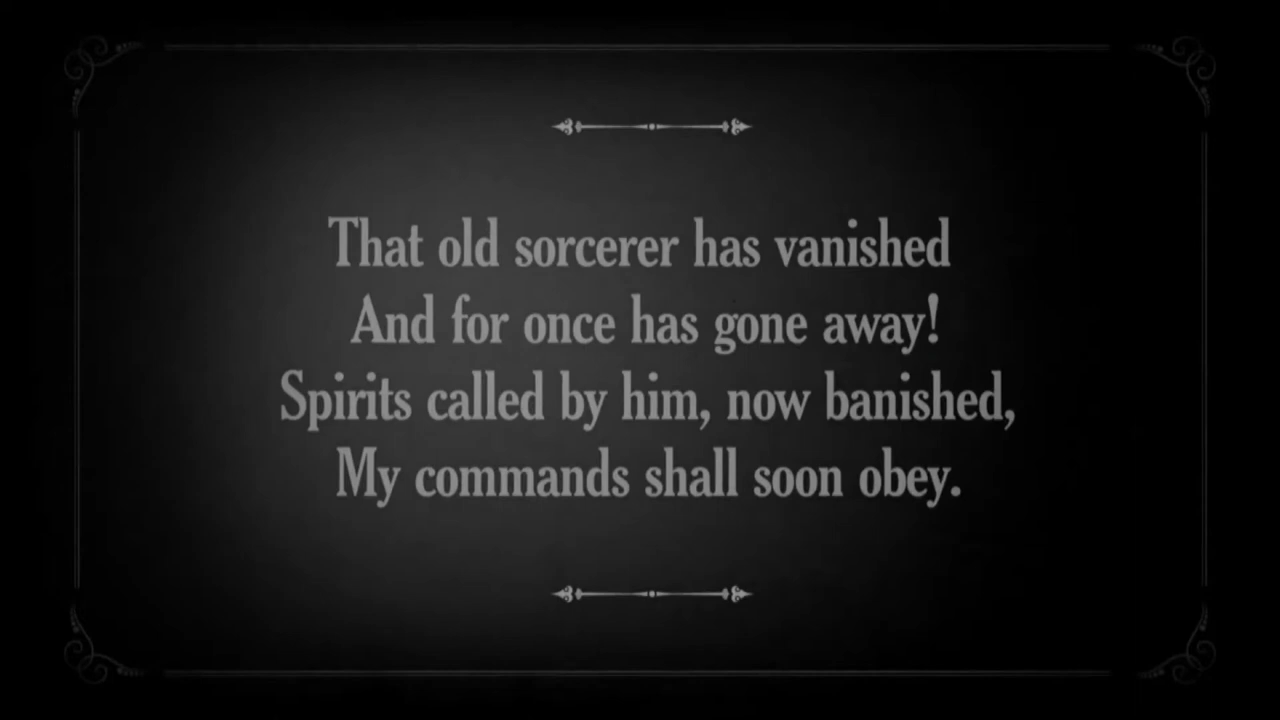 That old sorcerer has vanished
And for once has gone away!
Spirits called by him, now banished,
My commands shall soon obey.